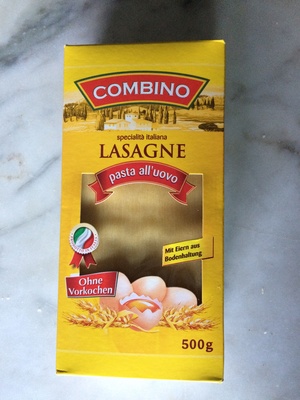 COMBINO
specialità italiana
LASAGNE
pasta all'uovo
Mit Eiern aus
Bodenhaltung
Ohne
Vorkochen
500g